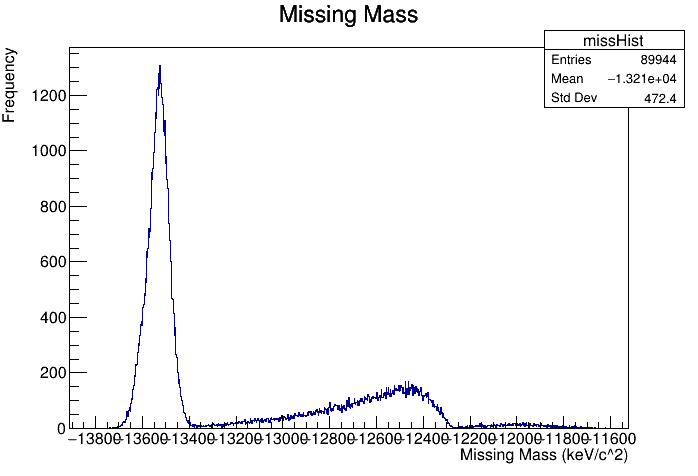 Missing Mass
missHist
Entries 89944
Mean −1.321e+04
Std Dev 472.4
Frequency
1200
1000
800
600
400
200
0
−13800 −13600 −13400 −13200 −13000 −12800 −12600 −12400 −12200 −12000 −11800 −11600
Missing Mass (keV/c^2)